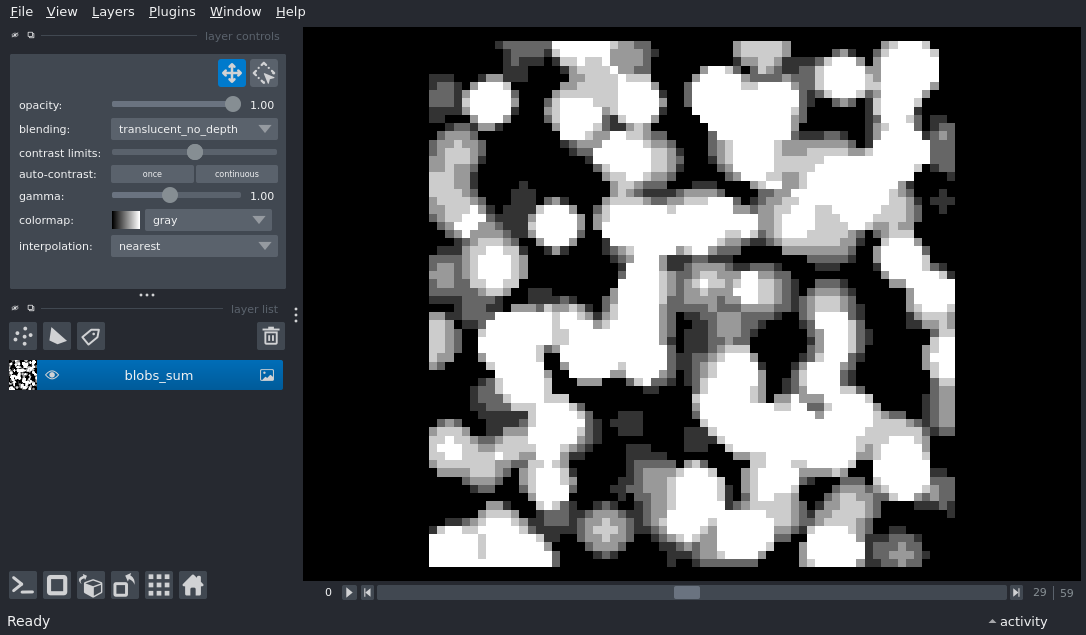 File View Layers Plugins Window Help
layer controls
opacity: 1.00
blending: translucent_no_depth
contrast limits:
auto-contrast: once continuous
gamma: 1.00
colormap: gray
interpolation: nearest
layer list
blobs_sum
0 29 59
Ready activity